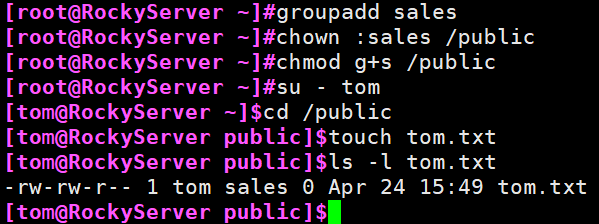 [root@RockyServer ~]#groupadd sales
[root@RockyServer ~]#chown :sales /public
[root@RockyServer ~]#chmod g+s /public
[root@RockyServer ~]#su - tom
[tom@RockyServer ~]$cd /public
[tom@RockyServer public]$touch tom.txt
[tom@RockyServer public]$ls -l tom.txt
-rw-rw-r-- 1 tom sales 0 Apr 24 15:49 tom.txt
[tom@RockyServer public]$